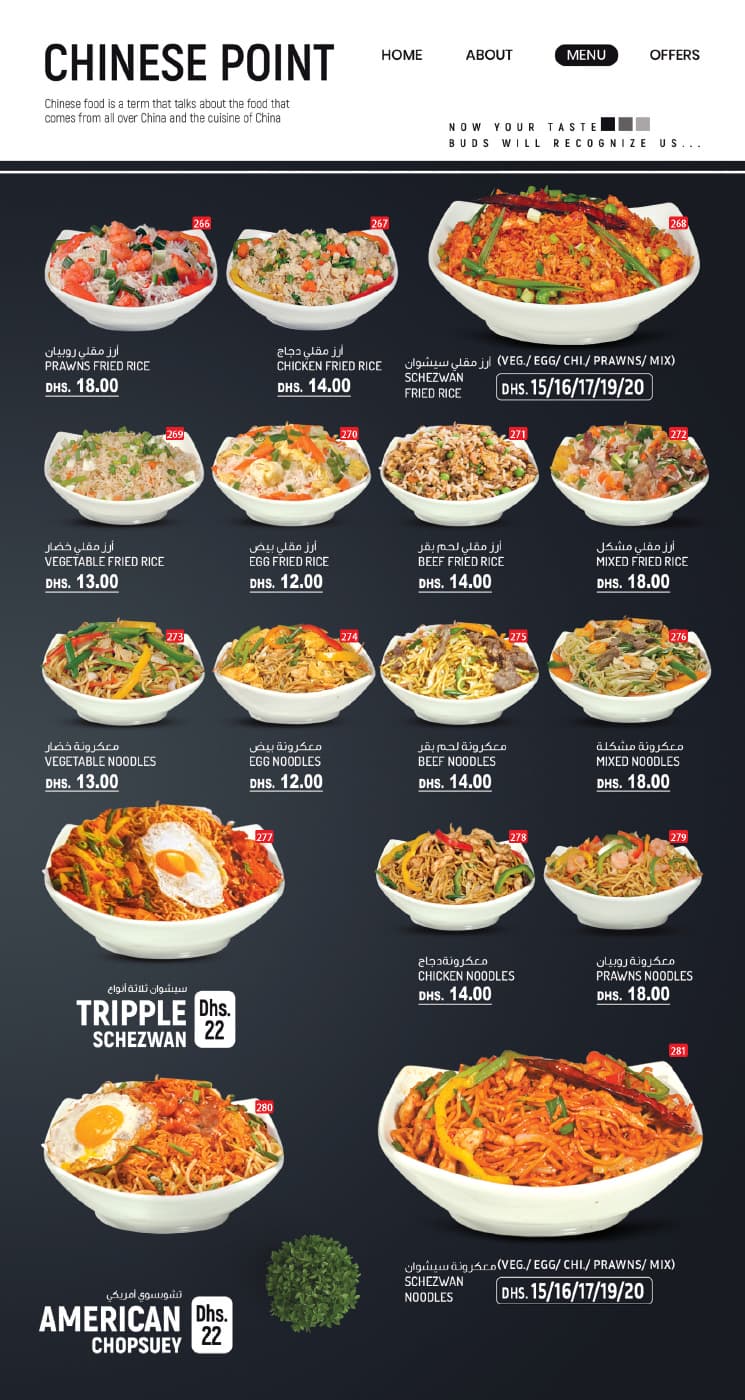 CHINESE POINT
HOME
ABOUT
MENU
OFFERS
Chinese food is a term that talks about the food that
comes from all over China and the cuisine of China
NOW YOUR TASTE
BUDS WILL RECOGNIZE US...
266
267
268
أرز مقلي روبيان
PRAWNS FRIED RICE
DHS. 18.00
أرز مقلي دجاج
CHICKEN FRIED RICE
DHS. 14.00
أرز مقلي سيشوان (VEG./ EGG/ CHI./ PRAWNS/ MIX)
SCHEZWAN
FRIED RICE
DHS. 15/16/17/19/20
269
270
271
272
أرز مقلي خضار
VEGETABLE FRIED RICE
DHS. 13.00
أرز مقلي بيض
EGG FRIED RICE
DHS. 12.00
أرز مقلي لحم بقر
BEEF FRIED RICE
DHS. 14.00
أرز مقلي مشكل
MIXED FRIED RICE
DHS. 18.00
273
274
275
276
معكرونة خضار
VEGETABLE NOODLES
DHS. 13.00
معكرونة بيض
EGG NOODLES
DHS. 12.00
معكرونة لحم بقر
BEEF NOODLES
DHS. 14.00
معكرونة مشكلة
MIXED NOODLES
DHS. 18.00
277
278
279
سيشوان ثلاثة أنواع
TRIPPLE
SCHEZWAN
Dhs.
22
معكرونةدجاج
CHICKEN NOODLES
DHS. 14.00
معكرونة روبيان
PRAWNS NOODLES
DHS. 18.00
280
281
تشوبسوي أمريكي
AMERICAN
CHOPSUEY
Dhs.
22
معكرونة سيشوان (VEG./ EGG/ CHI./ PRAWNS/ MIX)
SCHEZWAN
NOODLES
DHS. 15/16/17/19/20